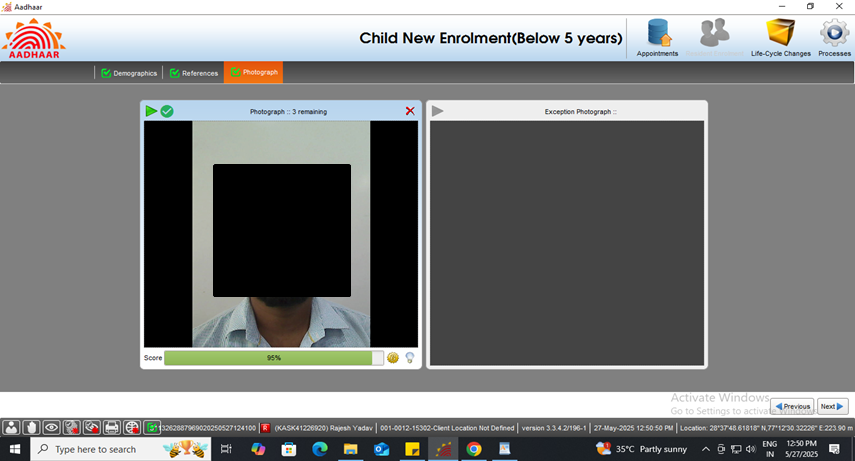 Aadhaar
AADHAAR
Child New Enrolment(Below 5 years)
Appointments
Life-Cycle Changes
Processes
Demographics
References
Photograph
Photograph :: 3 remaining
Exception Photograph ::
Score
95%
Activate Windows
Go to Settings to activate Windows.
Previous
Next
(KASK41226920) Rajesh Yadav
001-0012-15302-Client Location Not Defined
version 3.3.4.2/196-1
27-May-2025 12:50:50 PM
Location: 28°37'48.61818" N,77°12'30.32226" E:223.90 m
Type here to search
35°C Partly sunny
ENG
IN
12:50 PM
5/27/2025